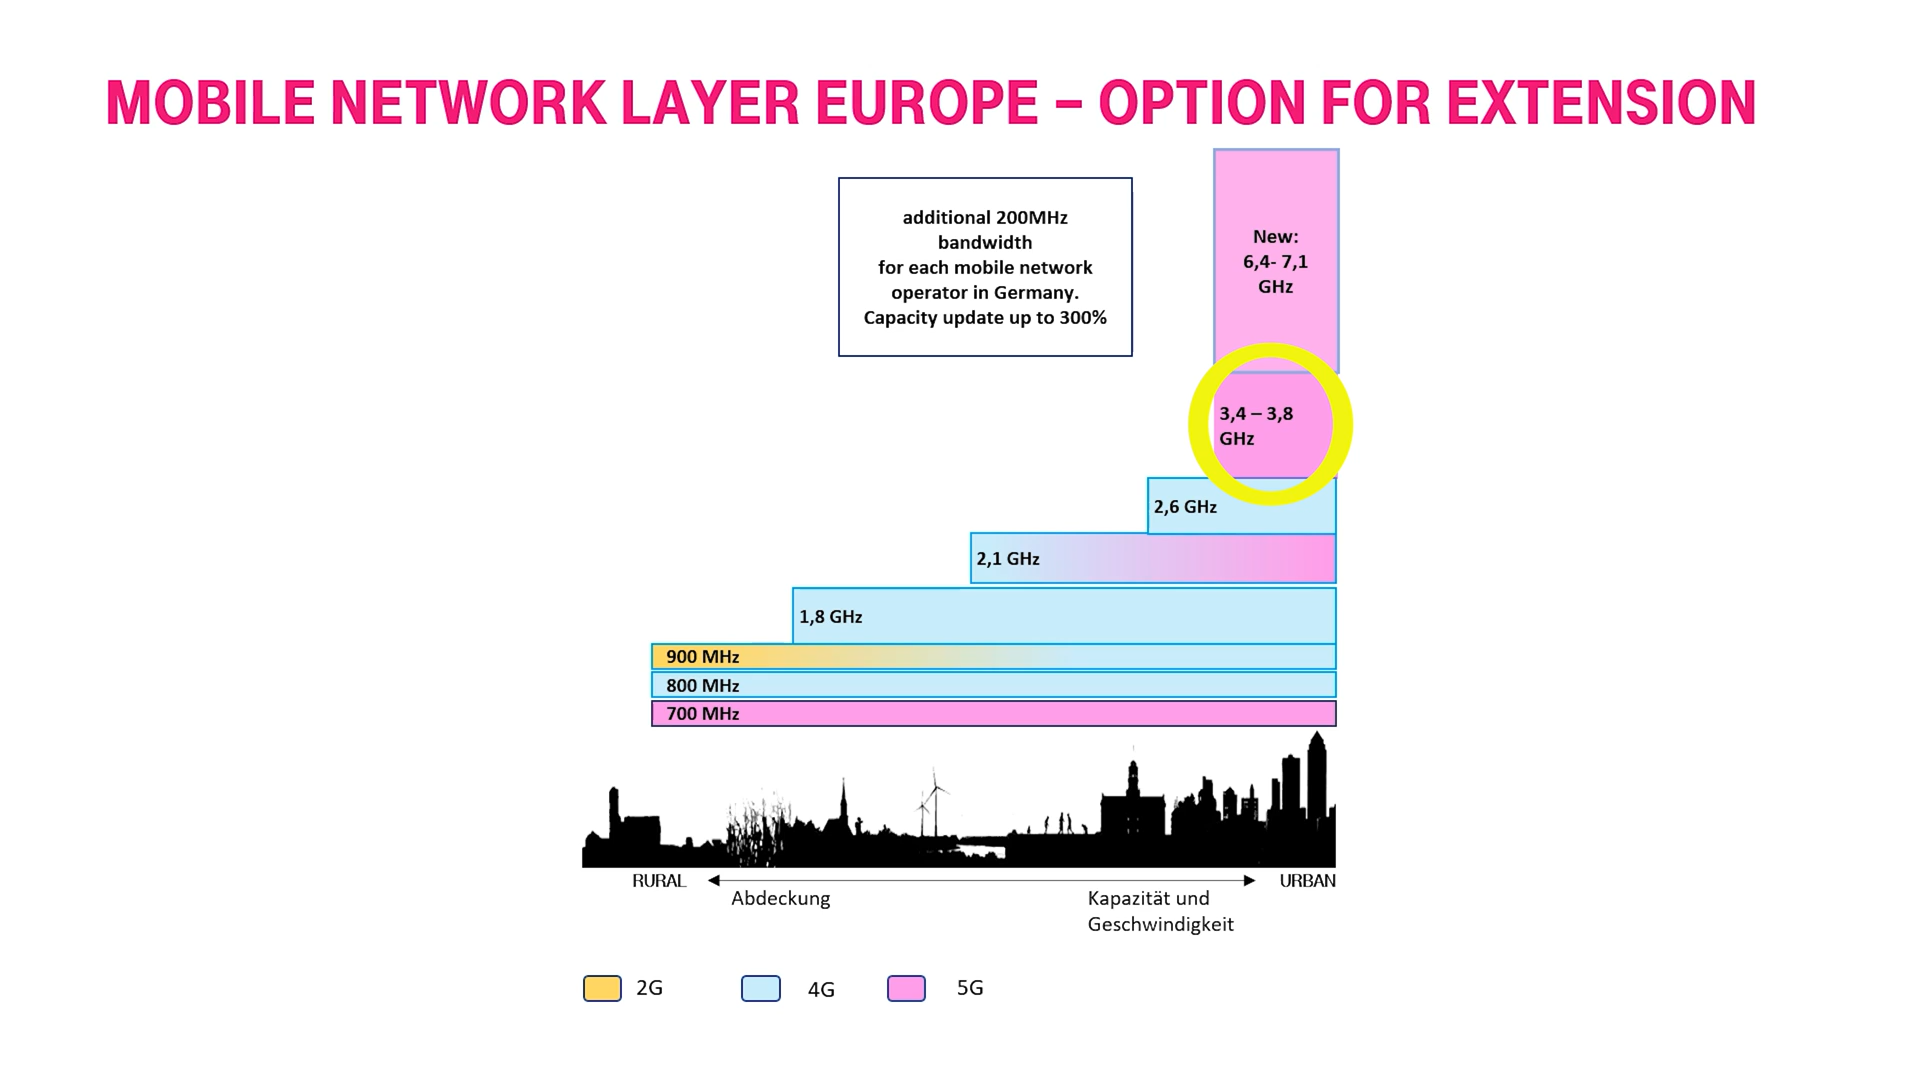 MOBILE NETWORK LAYER EUROPE – OPTION FOR EXTENSION
additional 200MHz
bandwidth
for each mobile network
operator in Germany.
Capacity update up to 300%
New:
6,4- 7,1
GHz
3,4 – 3,8
GHz
2,6 GHz
2,1 GHz
1,8 GHz
900 MHz
800 MHz
700 MHz
RURAL
URBAN
Abdeckung
Kapazität und
Geschwindigkeit
2G
4G
5G